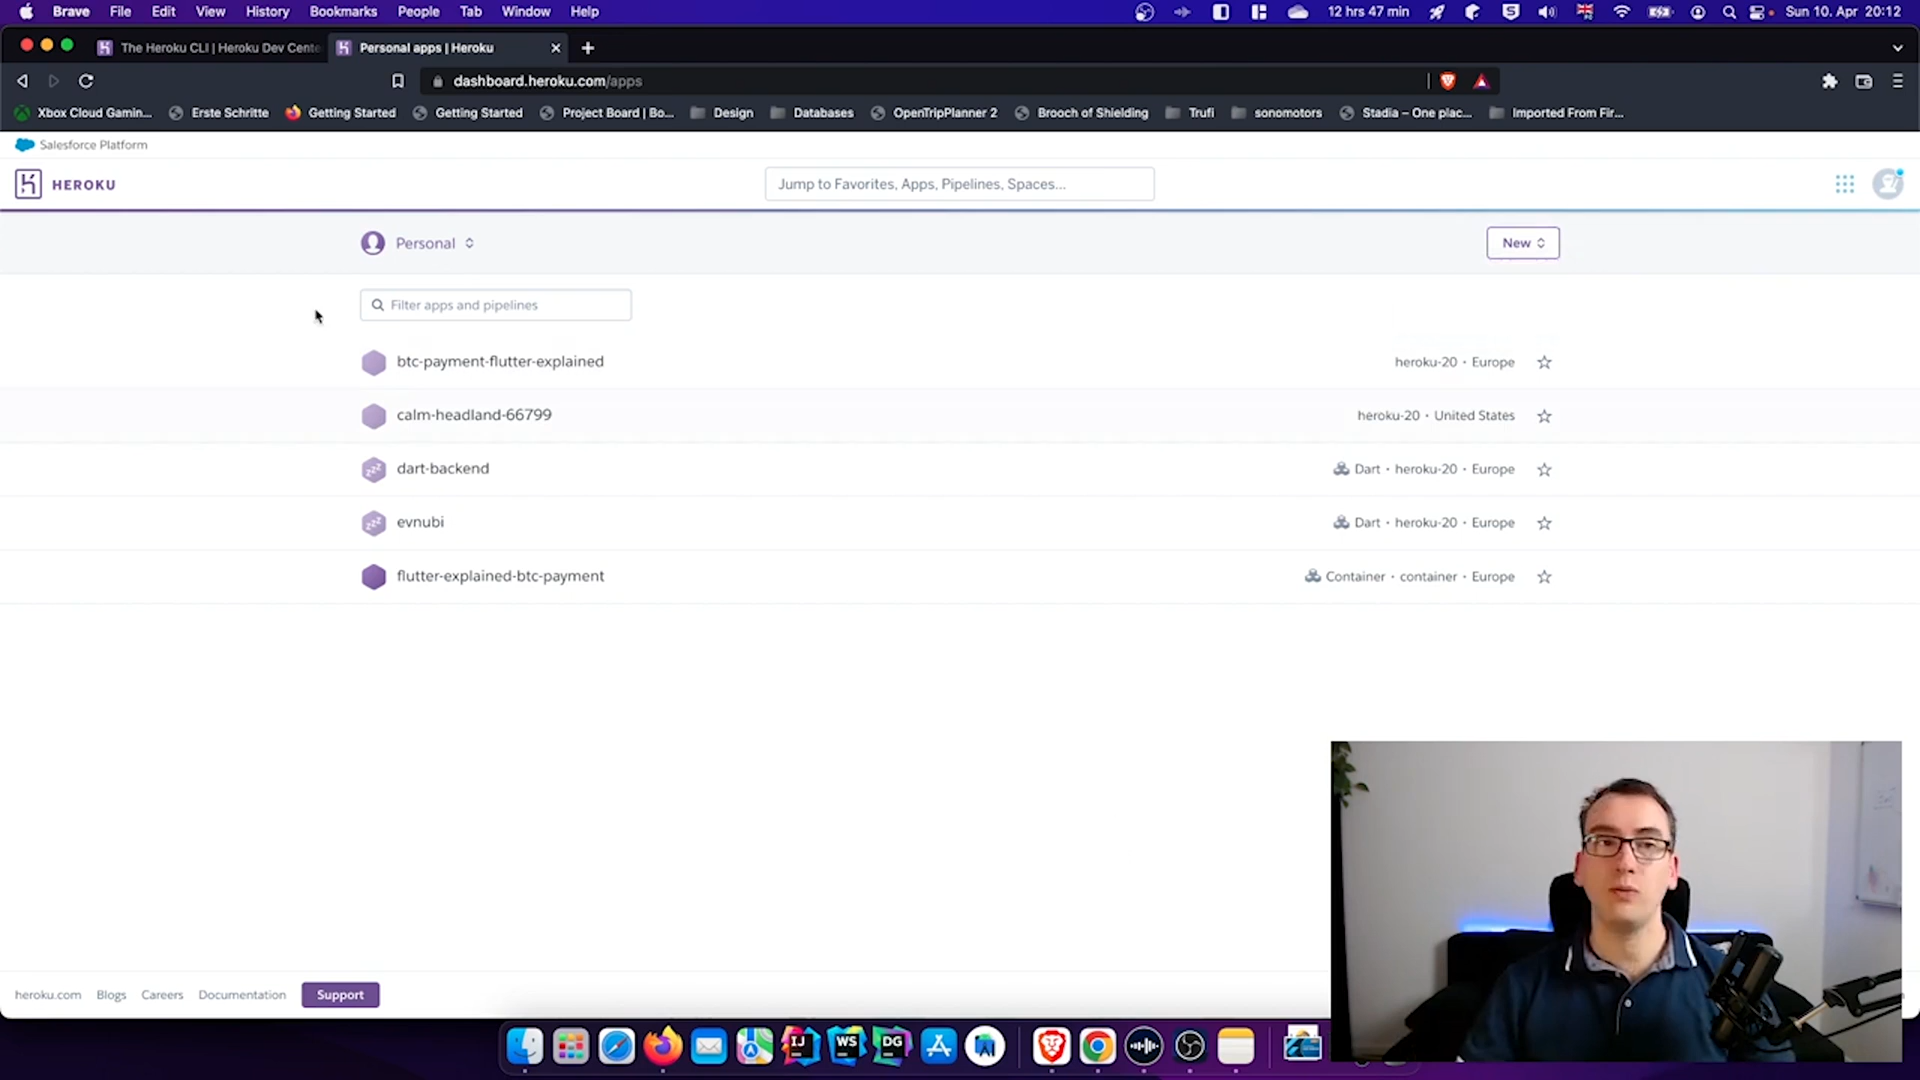 Brave File Edit View History Bookmarks People Tab Window Help 12 hrs 47 min Sun 10. Apr 20:12
The Heroku CLI | Heroku Dev Cente Personal apps | Heroku
dashboard.heroku.com/apps
Xbox Cloud Gamin... Erste Schritte Getting Started Getting Started Project Board | Bo... Design Databases OpenTripPlanner 2 Brooch of Shielding Trufi sonomotors Stadia – One plac... Imported From Fir...
Salesforce Platform
HEROKU Jump to Favorites, Apps, Pipelines, Spaces...
Personal New
Filter apps and pipelines
btc-payment-flutter-explained heroku-20 • Europe
calm-headland-66799 heroku-20 • United States
dart-backend Dart • heroku-20 • Europe
evnubi Dart • heroku-20 • Europe
flutter-explained-btc-payment Container • container • Europe
heroku.com Blogs Careers Documentation Support
IJ WS DG